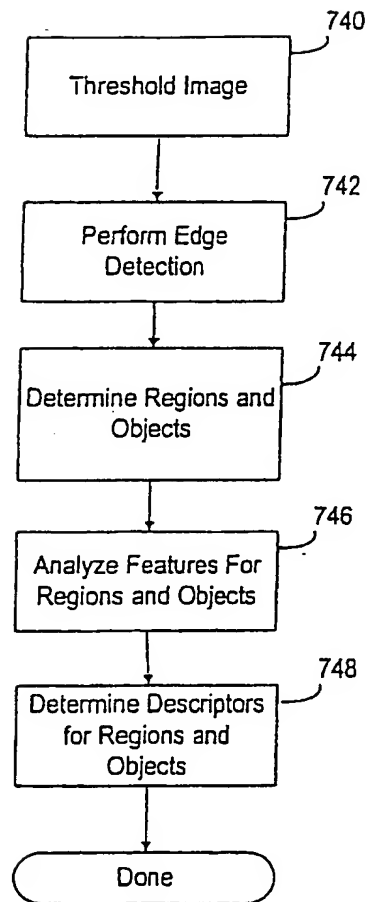 740
Threshold Image
742
Perform Edge
Detection
744
Determine Regions and
Objects
746
Analyze Features For
Regions and Objects
748
Determine Descriptors
for Regions and
Objects
Done